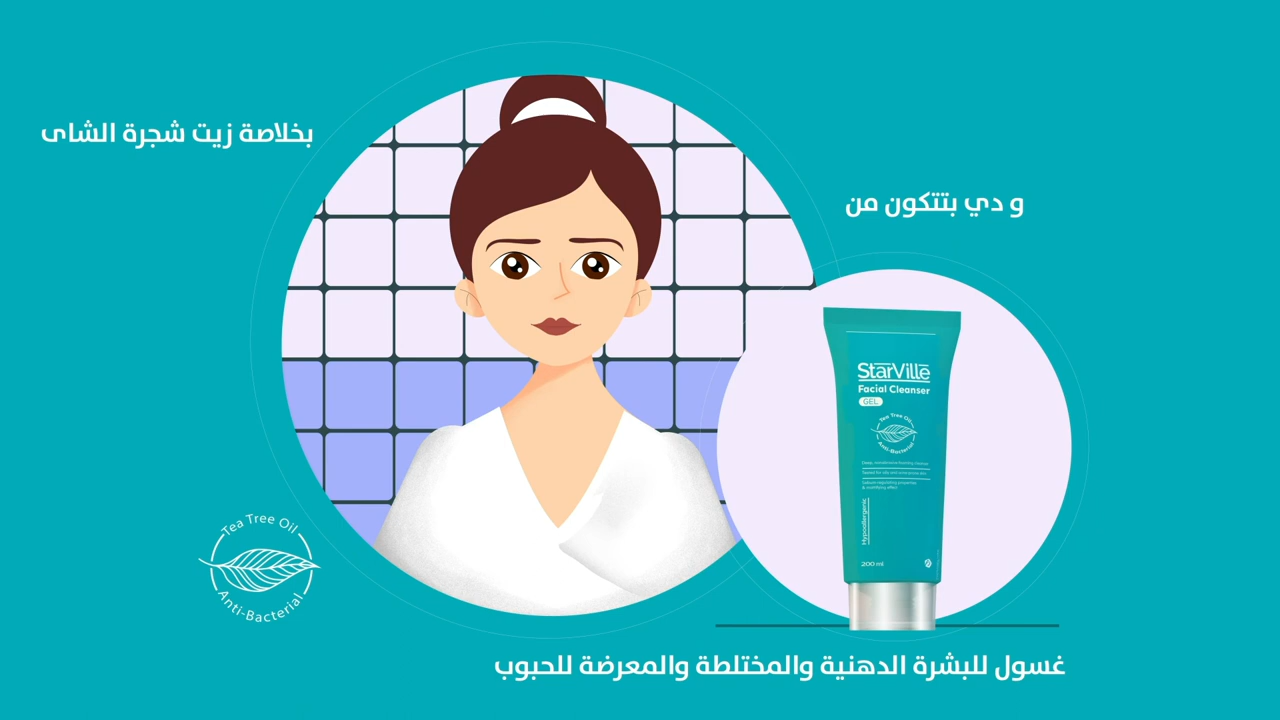 و دي بتتكون من
بخلاصة زيت شجرة الشاى
غسول للبشرة الدهنية والمختلطة والمعرضة للحبوب
Tea Tree Oil
Anti-Bacterial
StarVille
Facial Cleanser
GEL
Tea Tree Oil
Anti-Bacterial
Hypoallergenic
200 ml